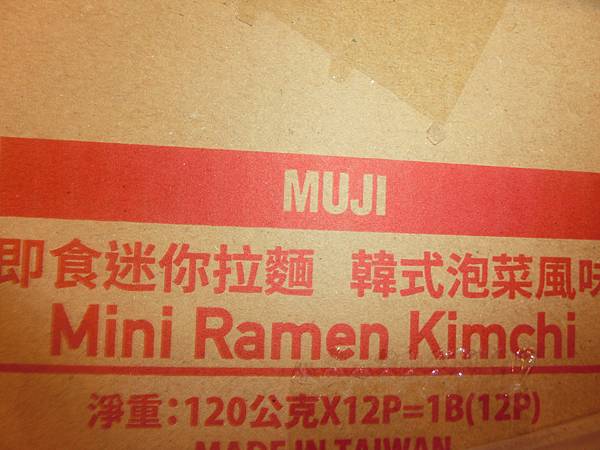 MUJI
即食迷你拉麵 韓式泡菜風味
Mini Ramen Kimchi
淨重:120公克X12P=1B(12P)
MADE IN TAIWAN